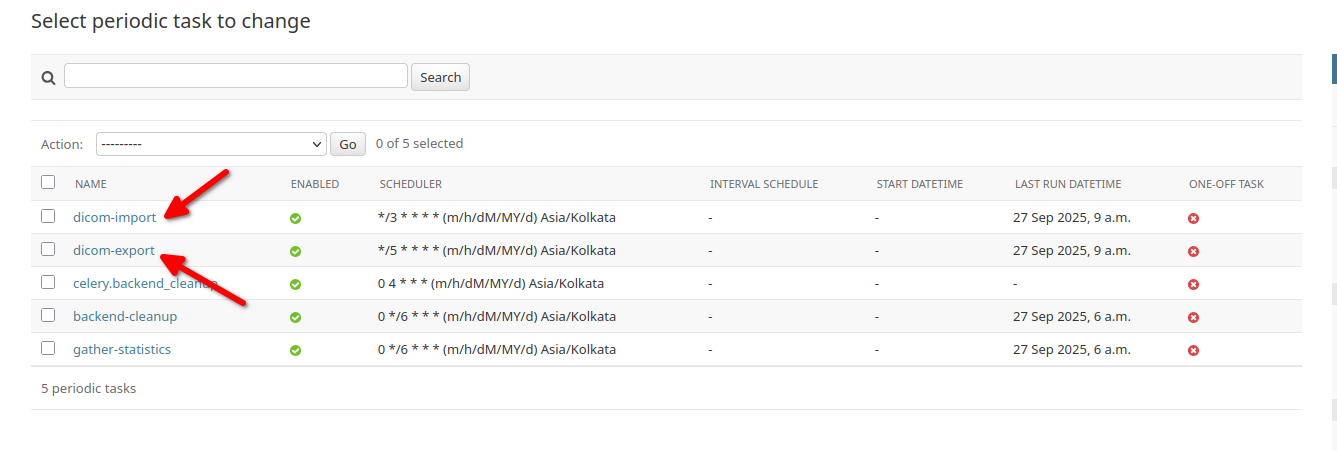 Select periodic task to change
Search
Action: --------- Go 0 of 5 selected
NAME ENABLED SCHEDULER INTERVAL SCHEDULE START DATETIME LAST RUN DATETIME ONE-OFF TASK
dicom-import */3 * * * * (m/h/dM/MY/d) Asia/Kolkata - - 27 Sep 2025, 9 a.m.
dicom-export */5 * * * * (m/h/dM/MY/d) Asia/Kolkata - - 27 Sep 2025, 9 a.m.
celery.backend_cleanup 0 4 * * * (m/h/dM/MY/d) Asia/Kolkata - - -
backend-cleanup 0 */6 * * * (m/h/dM/MY/d) Asia/Kolkata - - 27 Sep 2025, 6 a.m.
gather-statistics 0 */6 * * * (m/h/dM/MY/d) Asia/Kolkata - - 27 Sep 2025, 6 a.m.
5 periodic tasks